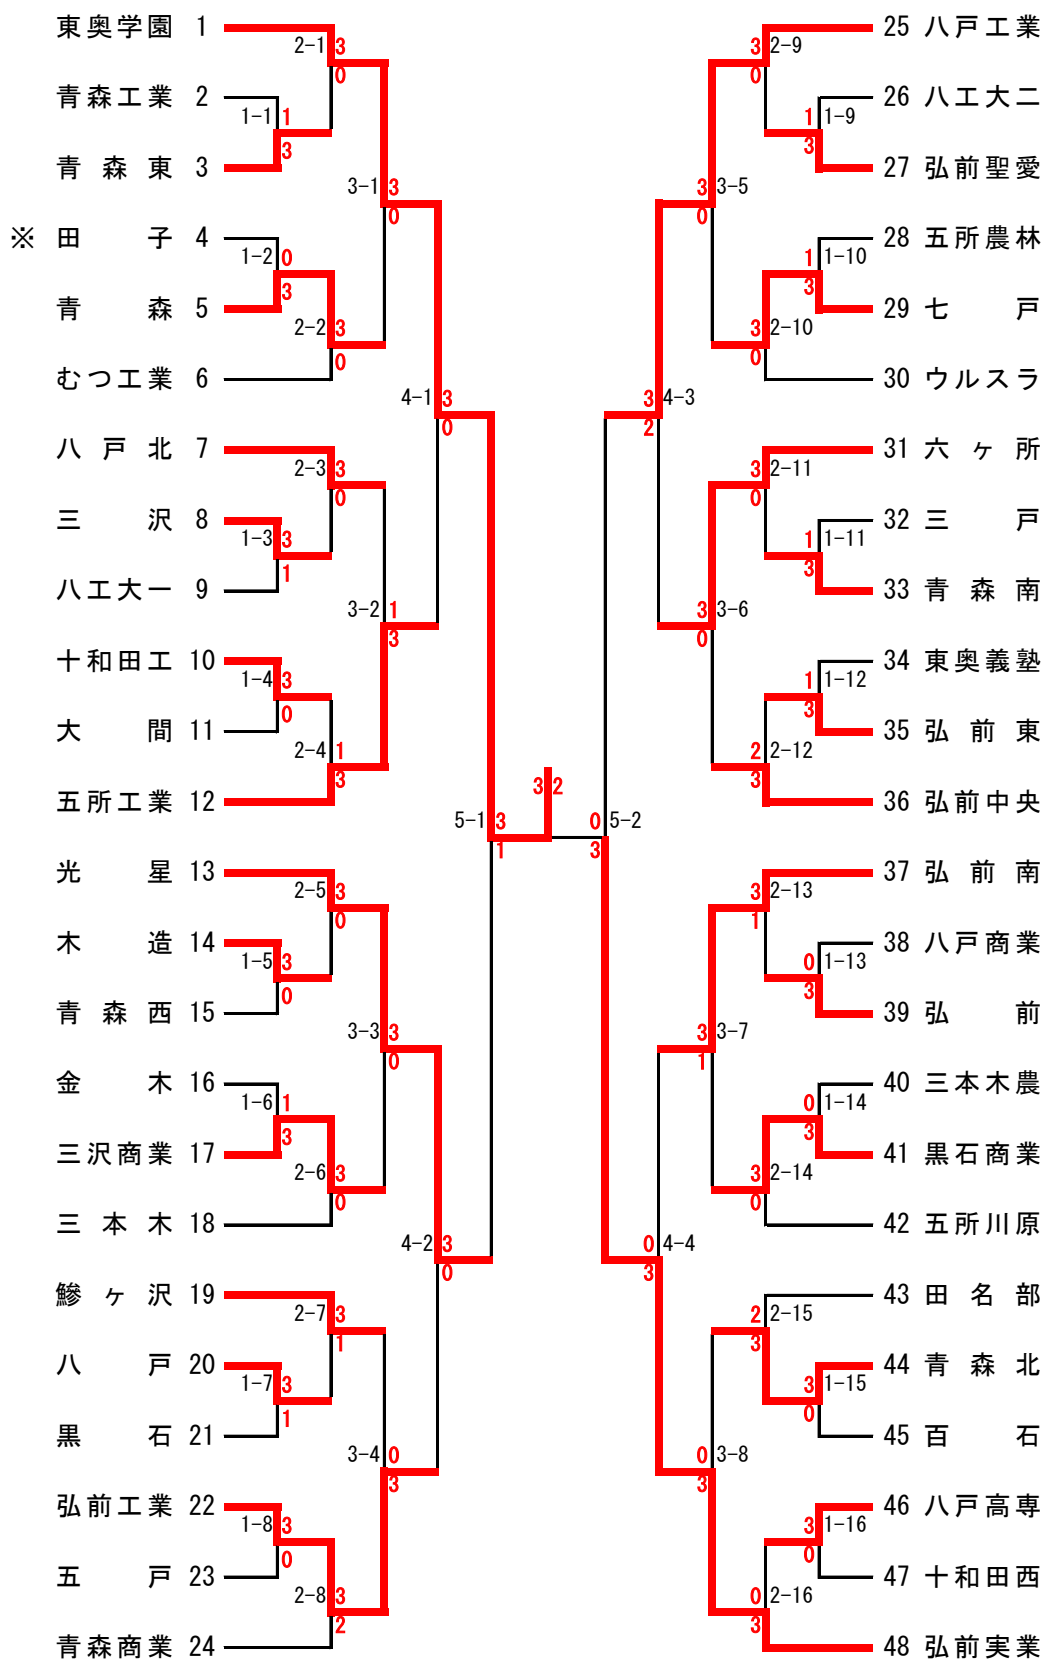 東奥学園 1
2-1 3
0
青森工業 2
1-1 1
3
青森東 3
3-1 3
0
※ 田子 4
1-2 0
3
青森 5
2-2 3
0
むつ工業 6
4-1 3
0
八戸北 7
2-3 3
0
三沢 8
1-3 3
1
八工大一 9
3-2 1
3
十和田工 10
1-4 3
0
大間 11
2-4 1
3
五所工業 12
5-1 3
1
光星 13
2-5 3
0
木造 14
1-5 3
0
青森西 15
3-3 3
0
金木 16
1-6 1
3
三沢商業 17
2-6 3
0
三本木 18
4-2 3
0
鰺ヶ沢 19
2-7 3
1
八戸 20
1-7 3
1
黒石 21
3-4 0
3
弘前工業 22
1-8 3
0
五戸 23
2-8 3
2
青森商業 24
3 2
25 八戸工業
3 2-9
0
26 八工大二
1 1-9
3
27 弘前聖愛
3 3-5
0
28 五所農林
1 1-10
3
29 七戸
3 2-10
0
30 ウルスラ
3 4-3
2
31 六ヶ所
3 2-11
0
32 三戸
1 1-11
3
33 青森南
3 3-6
0
34 東奥義塾
1 1-12
3
35 弘前東
2 2-12
3
36 弘前中央
0 5-2
3
37 弘前南
3 2-13
1
38 八戸商業
0 1-13
3
39 弘前
3 3-7
1
40 三本木農
0 1-14
3
41 黒石商業
3 2-14
0
42 五所川原
0 4-4
3
43 田名部
2 2-15
3
44 青森北
3 1-15
0
45 百石
0 3-8
3
46 八戸高専
3 1-16
0
47 十和田西
0 2-16
3
48 弘前実業